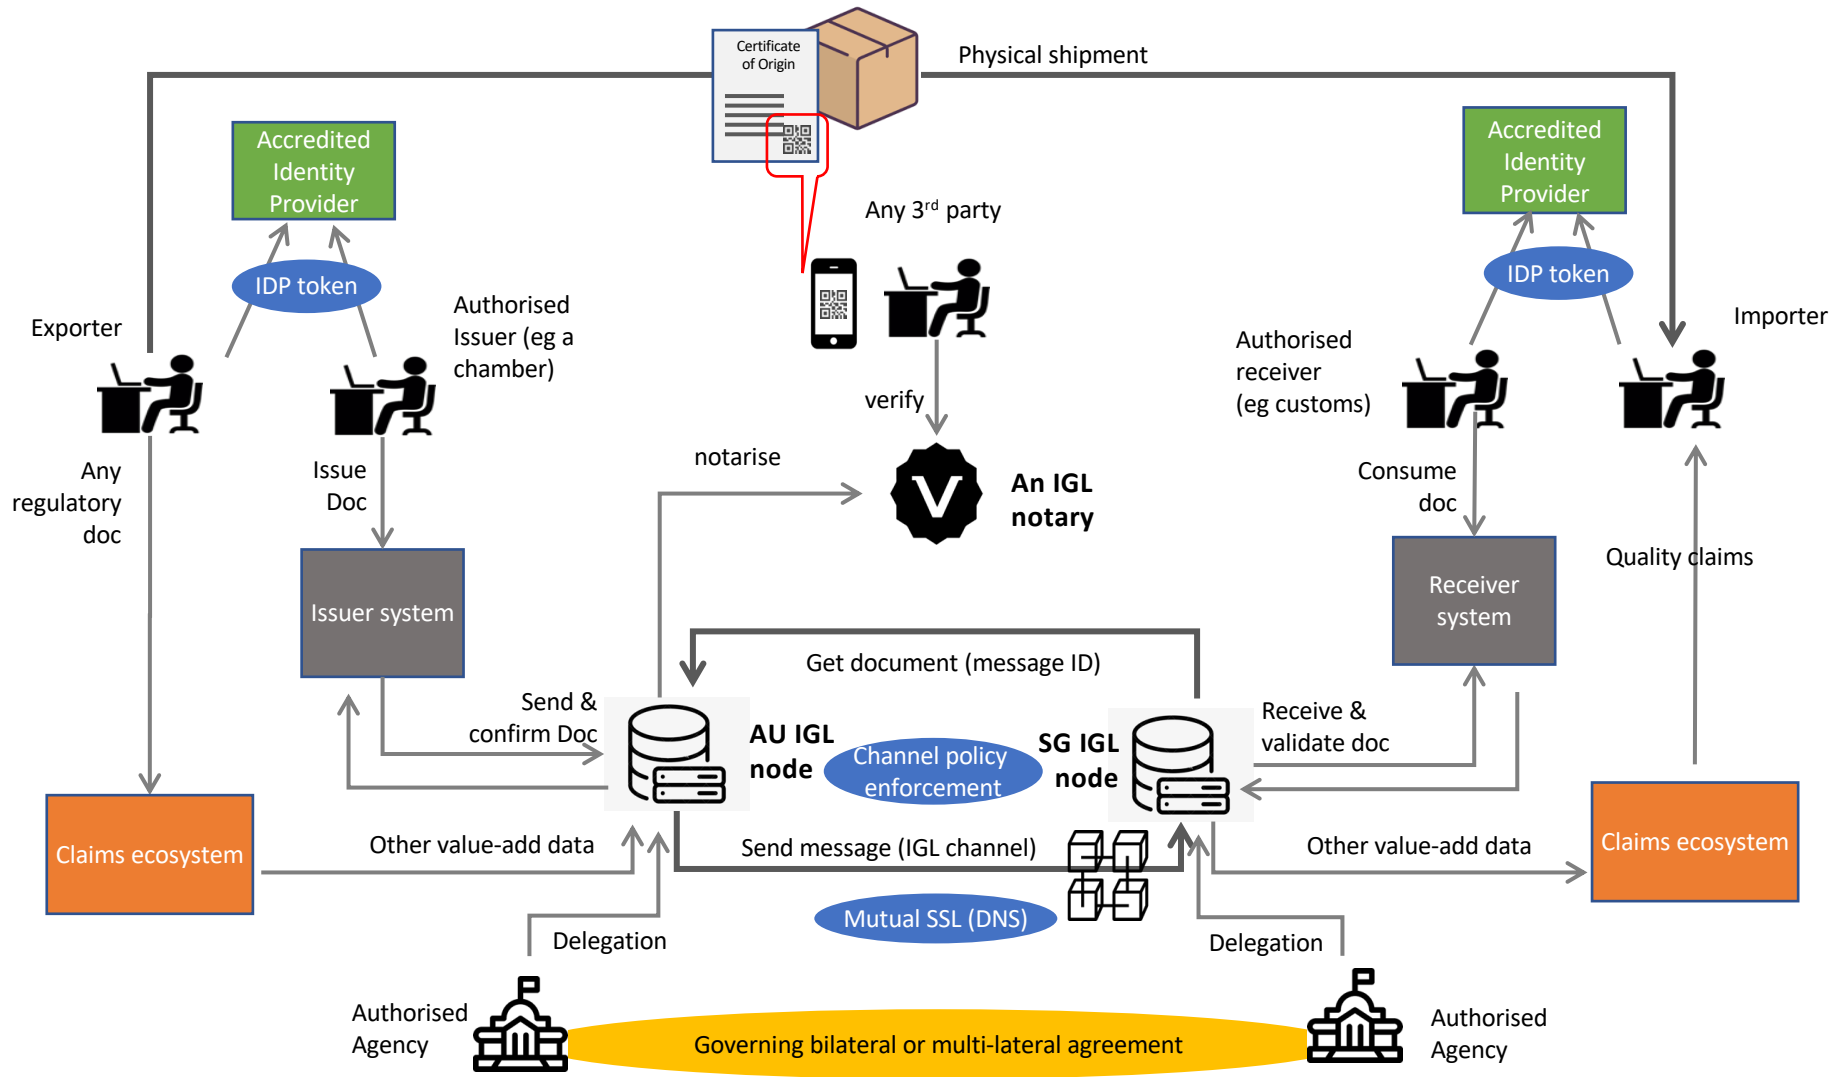 Certificate
of Origin
Physical shipment
Accredited
Identity
Provider
Accredited
Identity
Provider
Any 3rd party
IDP token
IDP token
Exporter
Authorised
Issuer (eg a
chamber)
Authorised
receiver
(eg customs)
Importer
verify
Any
regulatory
doc
Issue
Doc
notarise
An IGL
notary
Consume
doc
Quality claims
Issuer system
Receiver
system
Get document (message ID)
Send &
confirm Doc
AU IGL
node
Channel policy
enforcement
SG IGL
node
Receive &
validate doc
Claims ecosystem
Other value-add data
Send message (IGL channel)
Other value-add data
Claims ecosystem
Mutual SSL (DNS)
Delegation
Delegation
Authorised
Agency
Governing bilateral or multi-lateral agreement
Authorised
Agency